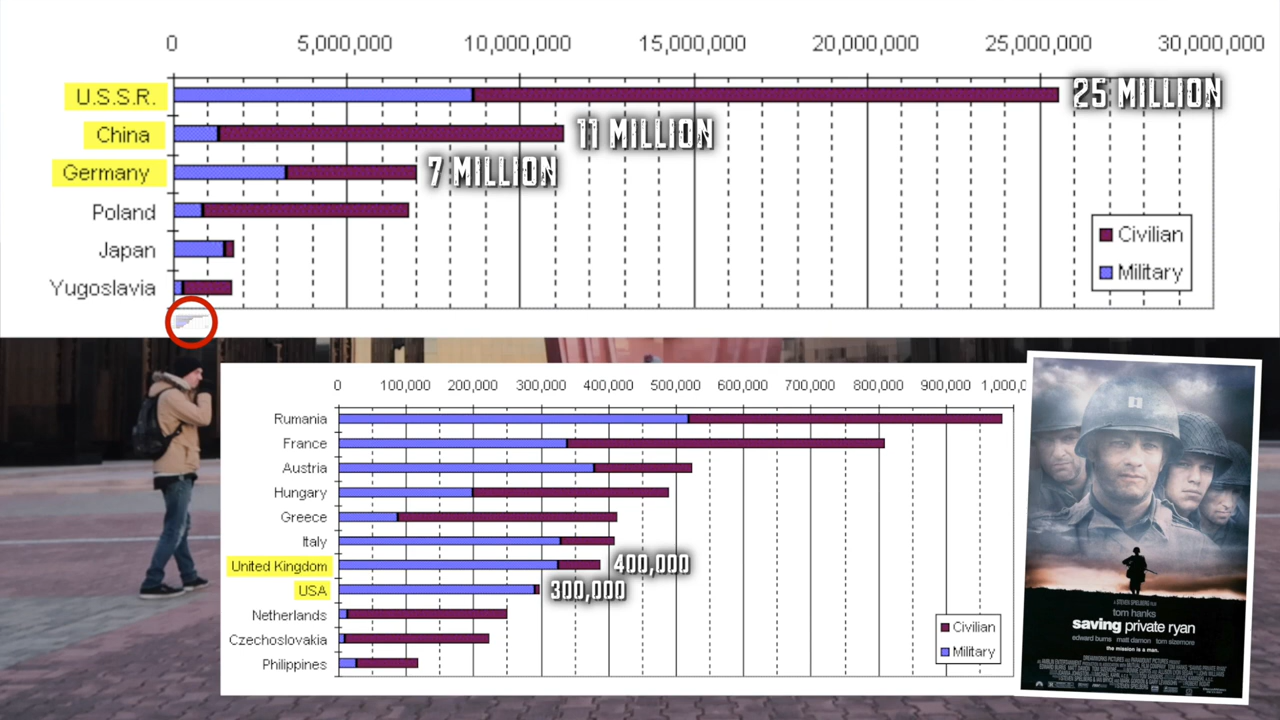 0 5,000,000 10,000,000 15,000,000 20,000,000 25,000,000 30,000,000
U.S.S.R. 25 MILLION
China 11 MILLION
Germany 7 MILLION
Poland
Japan
Yugoslavia
Civilian
Military
0 100,000 200,000 300,000 400,000 500,000 600,000 700,000 800,000 900,000 1,000,0
Rumania
France
Austria
Hungary
Greece
Italy
United Kingdom 400,000
USA 300,000
Netherlands
Czechoslovakia
Philippines
Civilian
Military
a STEVEN SPIELBERG film
tom hanks
saving private ryan
edward burns matt damon tom sizemore
the mission is a man.